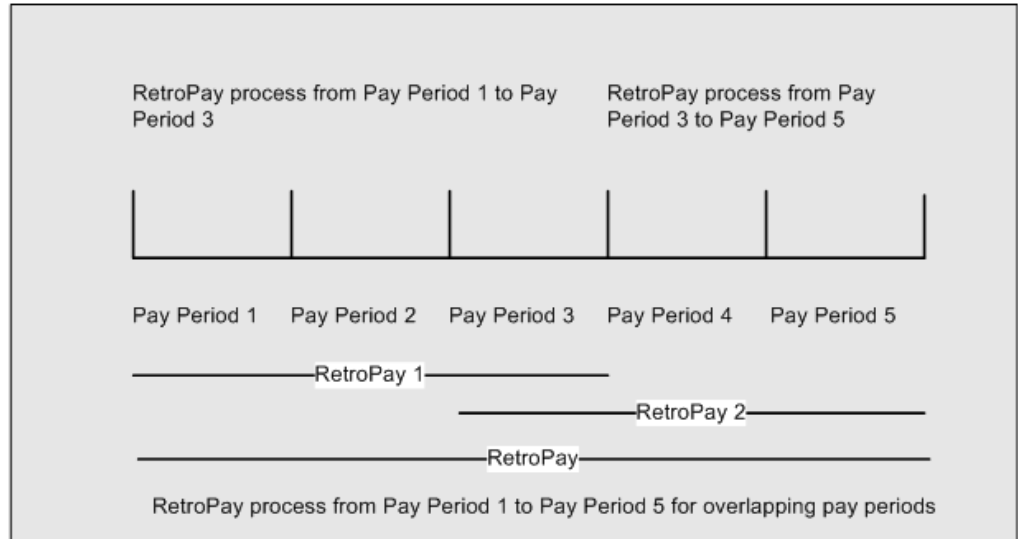 RetroPay process from Pay Period 1 to Pay
Period 3
RetroPay process from Pay
Period 3 to Pay Period 5
Pay Period 1
Pay Period 2
Pay Period 3
Pay Period 4
Pay Period 5
RetroPay 1
RetroPay 2
RetroPay
RetroPay process from Pay Period 1 to Pay Period 5 for overlapping pay periods